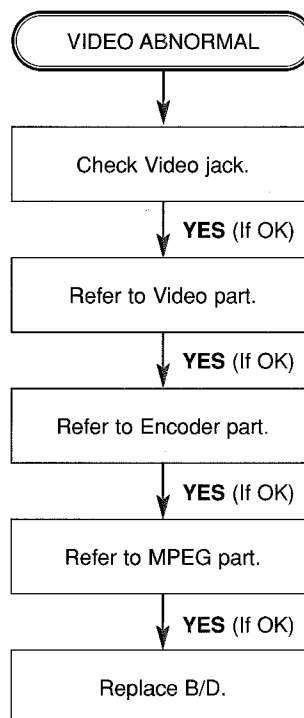 VIDEO ABNORMAL
Check Video jack.
YES (If OK)
Refer to Video part.
YES (If OK)
Refer to Encoder part.
YES (If OK)
Refer to MPEG part.
YES (If OK)
Replace B/D.